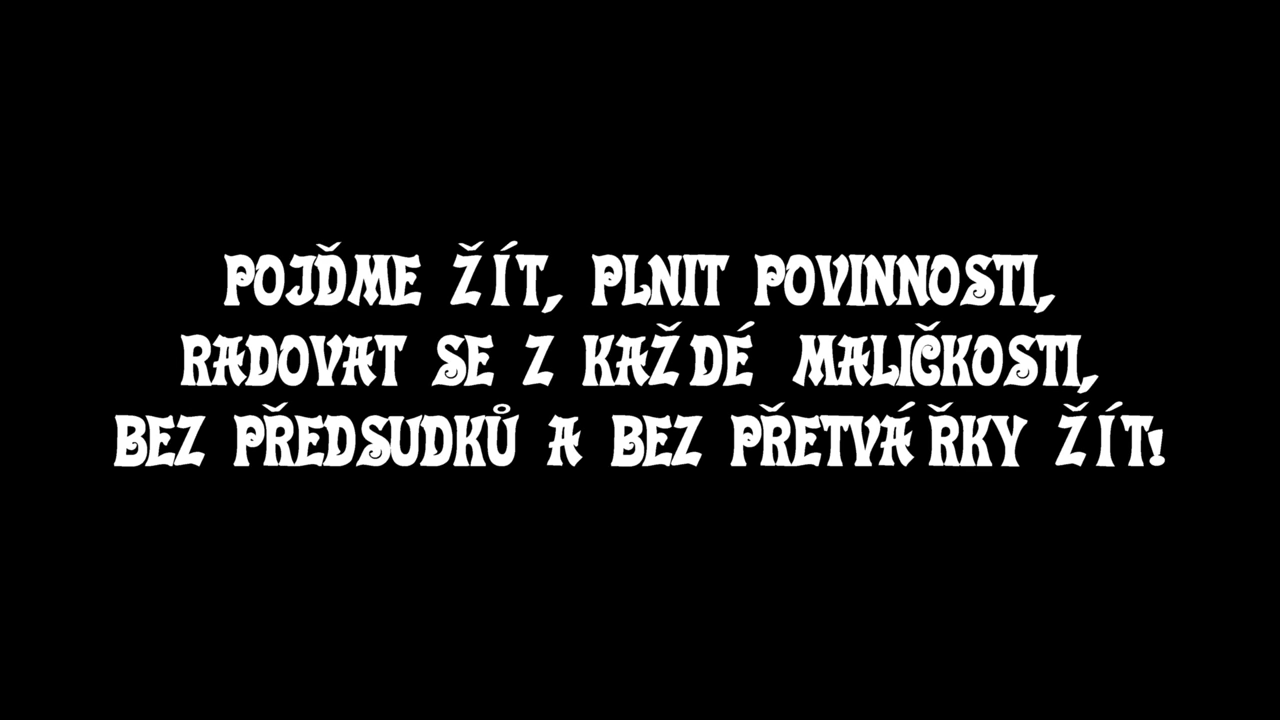 POJĎME ŽÍT, PLNIT POVINNOSTI,
RADOVAT SE Z KAŽDÉ MALIČKOSTI,
BEZ PŘEDSUDKŮ A BEZ PŘETVÁŘKY ŽÍT!